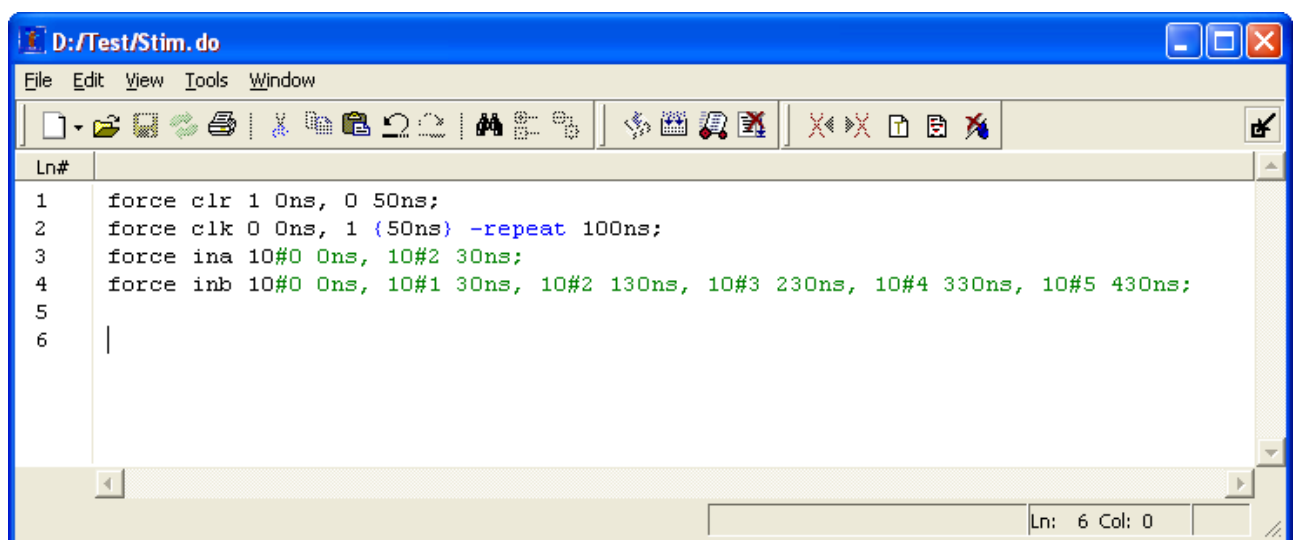 D:/Test/Stim.do
File Edit View Tools Window
Ln#
1 force clr 1 0ns, 0 50ns;
2 force clk 0 0ns, 1 {50ns} -repeat 100ns;
3 force ina 10#0 0ns, 10#2 30ns;
4 force inb 10#0 0ns, 10#1 30ns, 10#2 130ns, 10#3 230ns, 10#4 330ns, 10#5 430ns;
5
6
Ln: 6 Col: 0